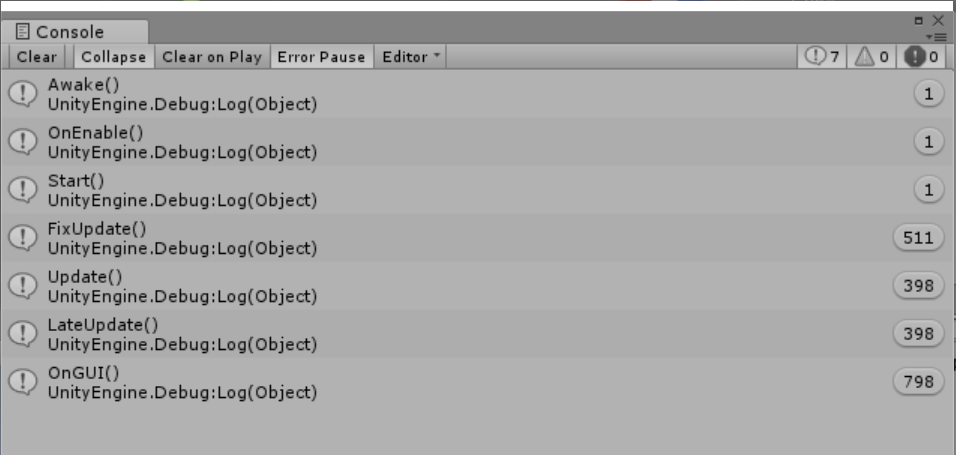 Console
Clear Collapse Clear on Play Error Pause Editor 7 0 0
Awake()
UnityEngine.Debug:Log(Object) 1
OnEnable()
UnityEngine.Debug:Log(Object) 1
Start()
UnityEngine.Debug:Log(Object) 1
FixUpdate()
UnityEngine.Debug:Log(Object) 511
Update()
UnityEngine.Debug:Log(Object) 398
LateUpdate()
UnityEngine.Debug:Log(Object) 398
OnGUI()
UnityEngine.Debug:Log(Object) 798